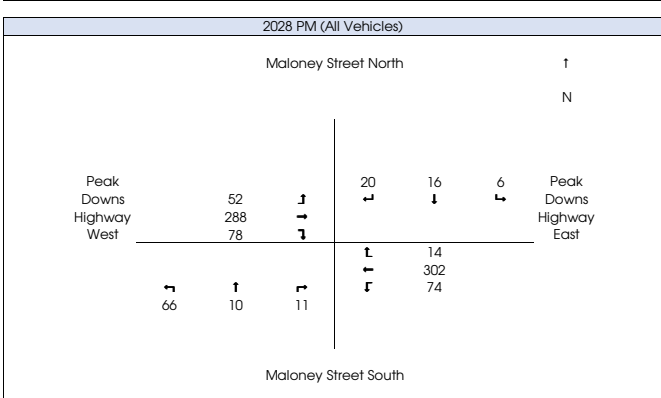 2028 PM (All Vehicles)
Maloney Street North ↑
N
Peak 20 16 6 Peak
Downs 52 ↰ ↵ ↓ ↳ Downs
Highway 288 → Highway
West 78 ↴ East
↑ 14
← 302
↰ ↑ ↱ ↓ 74
66 10 11
Maloney Street South